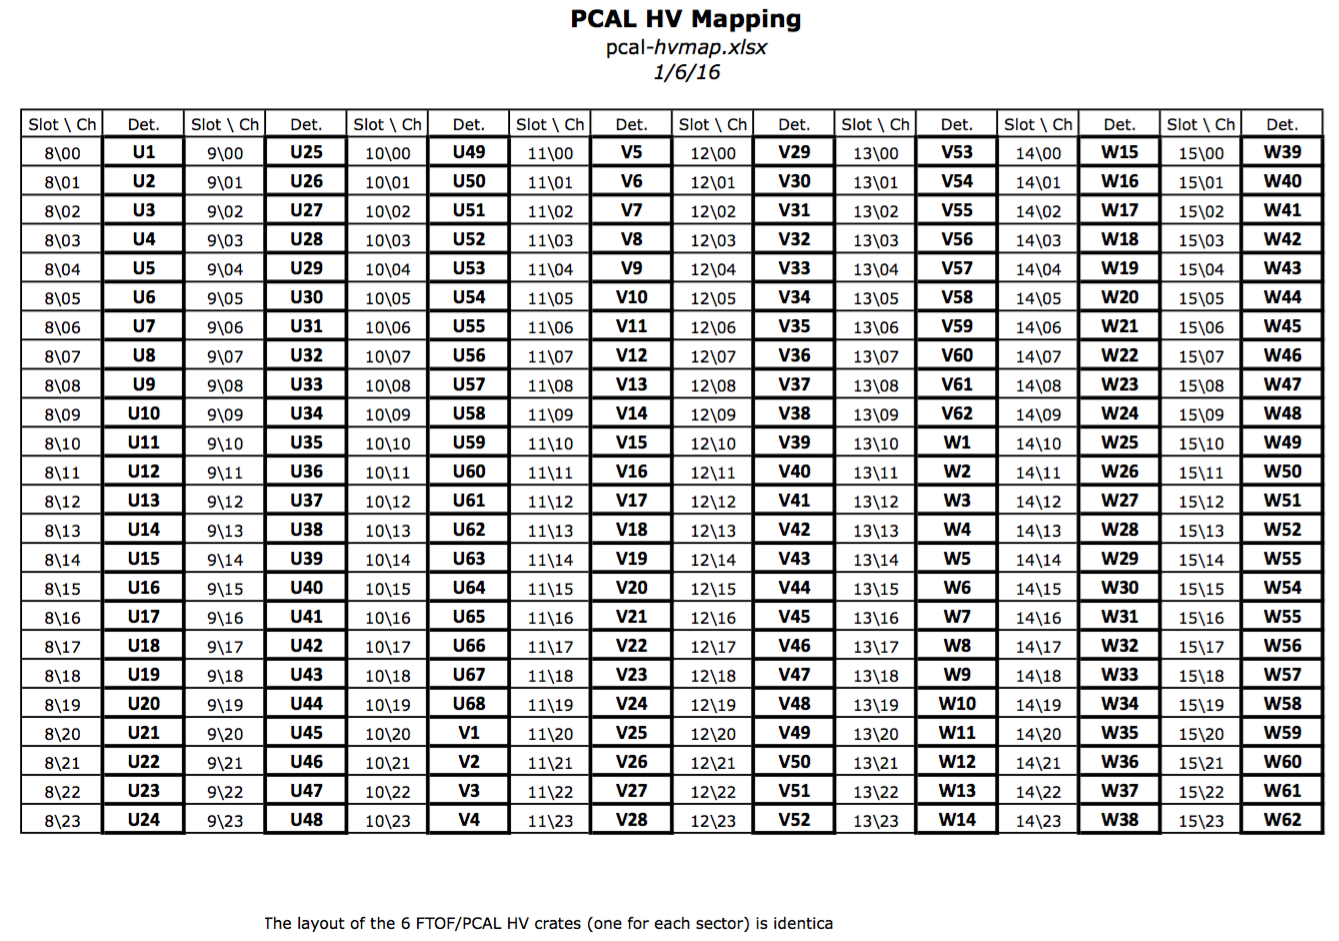 PCAL HV Mapping
pcal-hvmap.xlsx
1/6/16
Slot \ Ch Det. Slot \ Ch Det. Slot \ Ch Det. Slot \ Ch Det. Slot \ Ch Det. Slot \ Ch Det. Slot \ Ch Det. Slot \ Ch Det.
8\00 U1 9\00 U25 10\00 U49 11\00 V5 12\00 V29 13\00 V53 14\00 W15 15\00 W39
8\01 U2 9\01 U26 10\01 U50 11\01 V6 12\01 V30 13\01 V54 14\01 W16 15\01 W40
8\02 U3 9\02 U27 10\02 U51 11\02 V7 12\02 V31 13\02 V55 14\02 W17 15\02 W41
8\03 U4 9\03 U28 10\03 U52 11\03 V8 12\03 V32 13\03 V56 14\03 W18 15\03 W42
8\04 U5 9\04 U29 10\04 U53 11\04 V9 12\04 V33 13\04 V57 14\04 W19 15\04 W43
8\05 U6 9\05 U30 10\05 U54 11\05 V10 12\05 V34 13\05 V58 14\05 W20 15\05 W44
8\06 U7 9\06 U31 10\06 U55 11\06 V11 12\06 V35 13\06 V59 14\06 W21 15\06 W45
8\07 U8 9\07 U32 10\07 U56 11\07 V12 12\07 V36 13\07 V60 14\07 W22 15\07 W46
8\08 U9 9\08 U33 10\08 U57 11\08 V13 12\08 V37 13\08 V61 14\08 W23 15\08 W47
8\09 U10 9\09 U34 10\09 U58 11\09 V14 12\09 V38 13\09 V62 14\09 W24 15\09 W48
8\10 U11 9\10 U35 10\10 U59 11\10 V15 12\10 V39 13\10 W1 14\10 W25 15\10 W49
8\11 U12 9\11 U36 10\11 U60 11\11 V16 12\11 V40 13\11 W2 14\11 W26 15\11 W50
8\12 U13 9\12 U37 10\12 U61 11\12 V17 12\12 V41 13\12 W3 14\12 W27 15\12 W51
8\13 U14 9\13 U38 10\13 U62 11\13 V18 12\13 V42 13\13 W4 14\13 W28 15\13 W52
8\14 U15 9\14 U39 10\14 U63 11\14 V19 12\14 V43 13\14 W5 14\14 W29 15\14 W55
8\15 U16 9\15 U40 10\15 U64 11\15 V20 12\15 V44 13\15 W6 14\15 W30 15\15 W54
8\16 U17 9\16 U41 10\16 U65 11\16 V21 12\16 V45 13\16 W7 14\16 W31 15\16 W55
8\17 U18 9\17 U42 10\17 U66 11\17 V22 12\17 V46 13\17 W8 14\17 W32 15\17 W56
8\18 U19 9\18 U43 10\18 U67 11\18 V23 12\18 V47 13\18 W9 14\18 W33 15\18 W57
8\19 U20 9\19 U44 10\19 U68 11\19 V24 12\19 V48 13\19 W10 14\19 W34 15\19 W58
8\20 U21 9\20 U45 10\20 V1 11\20 V25 12\20 V49 13\20 W11 14\20 W35 15\20 W59
8\21 U22 9\21 U46 10\21 V2 11\21 V26 12\21 V50 13\21 W12 14\21 W36 15\21 W60
8\22 U23 9\22 U47 10\22 V3 11\22 V27 12\22 V51 13\22 W13 14\22 W37 15\22 W61
8\23 U24 9\23 U48 10\23 V4 11\23 V28 12\23 V52 13\23 W14 14\23 W38 15\23 W62
The layout of the 6 FTOF/PCAL HV crates (one for each sector) is identica